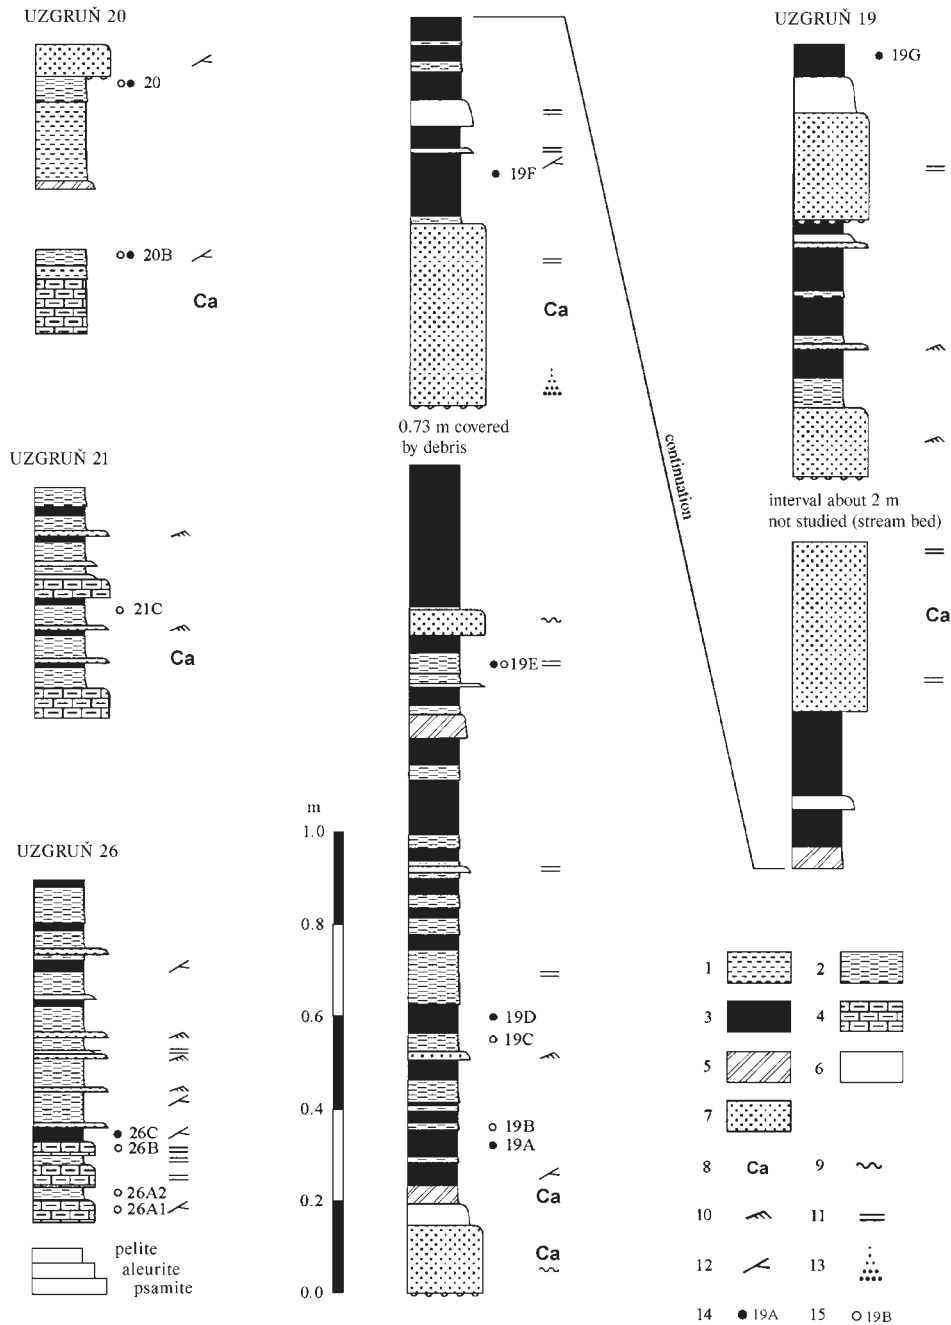 UZGRUŇ 20
20
20B
Ca
UZGRUŇ 21
21C
Ca
UZGRUŇ 26
26C
26B
26A2
26A1
pelite
aleurite
psamite
m
1.0
0.8
0.6
0.4
0.2
0.0
19F
Ca
0.73 m covered
by debris
19E
19D
19C
19B
19A
Ca
Ca
continuation
UZGRUŇ 19
19G
interval about 2 m
not studied (stream bed)
Ca
1 2
3 4
5 6
7
8 Ca 9
10 11
12 13
14 19A 15 19B